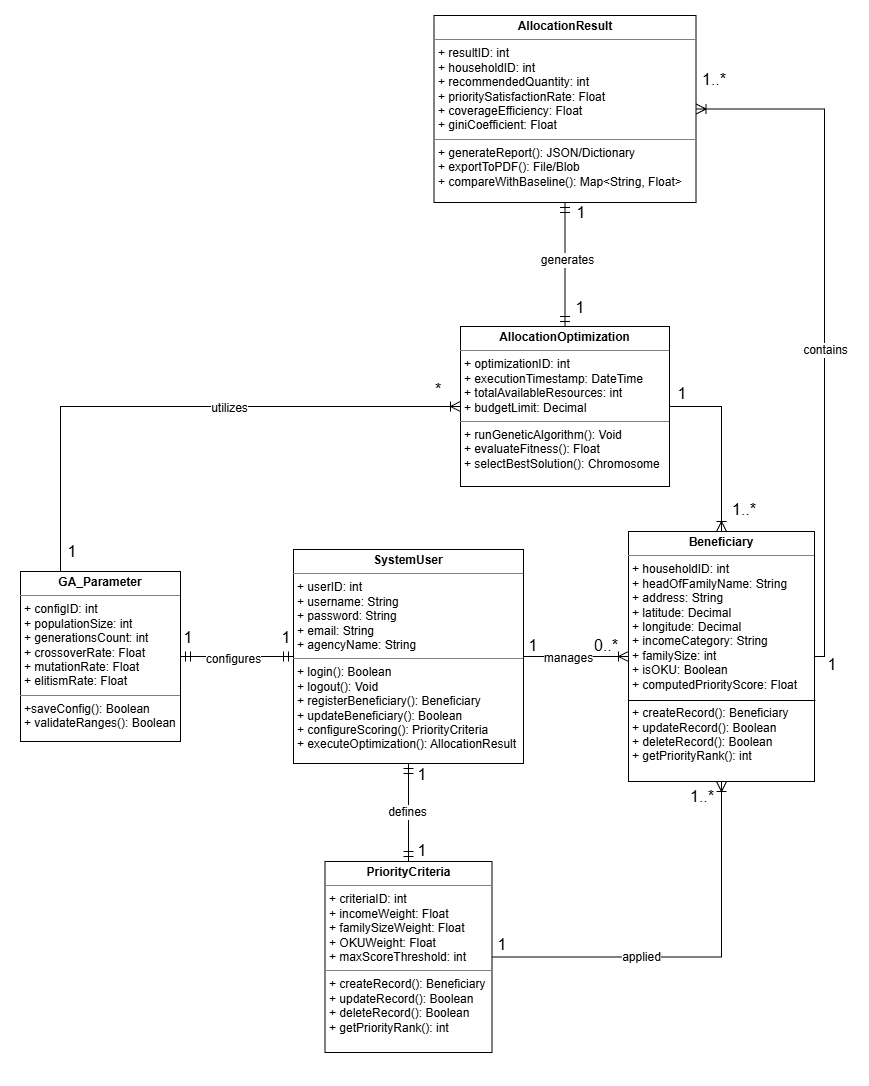 AllocationResult
+ resultID: int
+ householdID: int
+ recommendedQuantity: int
+ prioritySatisfactionRate: Float
+ coverageEfficiency: Float
+ giniCoefficient: Float
+ generateReport(): JSON/Dictionary
+ exportToPDF(): File/Blob
+ compareWithBaseline(): Map<String, Float>
1..*
1
generates
1
contains
AllocationOptimization
+ optimizationID: int
+ executionTimestamp: DateTime
+ totalAvailableResources: int
+ budgetLimit: Decimal
+ runGeneticAlgorithm(): Void
+ evaluateFitness(): Float
+ selectBestSolution(): Chromosome
*
utilizes
1
1
1..*
GA_Parameter
+ configID: int
+ populationSize: int
+ generationsCount: int
+ crossoverRate: Float
+ mutationRate: Float
+ elitismRate: Float
+saveConfig(): Boolean
+ validateRanges(): Boolean
1
configures
1
SystemUser
+ userID: int
+ username: String
+ password: String
+ email: String
+ agencyName: String
+ login(): Boolean
+ logout(): Void
+ registerBeneficiary(): Beneficiary
+ updateBeneficiary(): Boolean
+ configureScoring(): PriorityCriteria
+ executeOptimization(): AllocationResult
1
manages
0..*
Beneficiary
+ householdID: int
+ headOfFamilyName: String
+ address: String
+ latitude: Decimal
+ longitude: Decimal
+ incomeCategory: String
+ familySize: int
+ isOKU: Boolean
+ computedPriorityScore: Float
+ createRecord(): Beneficiary
+ updateRecord(): Boolean
+ deleteRecord(): Boolean
+ getPriorityRank(): int
1
1..*
1
defines
1
PriorityCriteria
+ criteriaID: int
+ incomeWeight: Float
+ familySizeWeight: Float
+ OKUWeight: Float
+ maxScoreThreshold: int
+ createRecord(): Beneficiary
+ updateRecord(): Boolean
+ deleteRecord(): Boolean
+ getPriorityRank(): int
1
applied